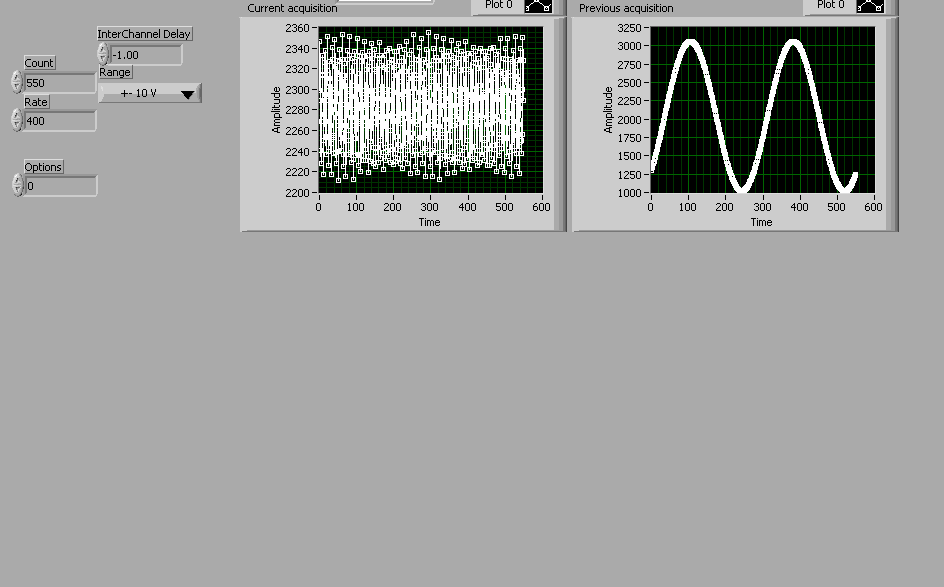 Current acquisition
Plot 0
Previous acquisition
Plot 0
InterChannel Delay
-1.00
Count
550
Range
+- 10 V
Rate
400
Options
0
2360
2340
2320
2300
2280
2260
2240
2220
2200
Amplitude
0 100 200 300 400 500 600
Time
3250
3000
2750
2500
2250
2000
1750
1500
1250
1000
Amplitude
0 100 200 300 400 500 600
Time